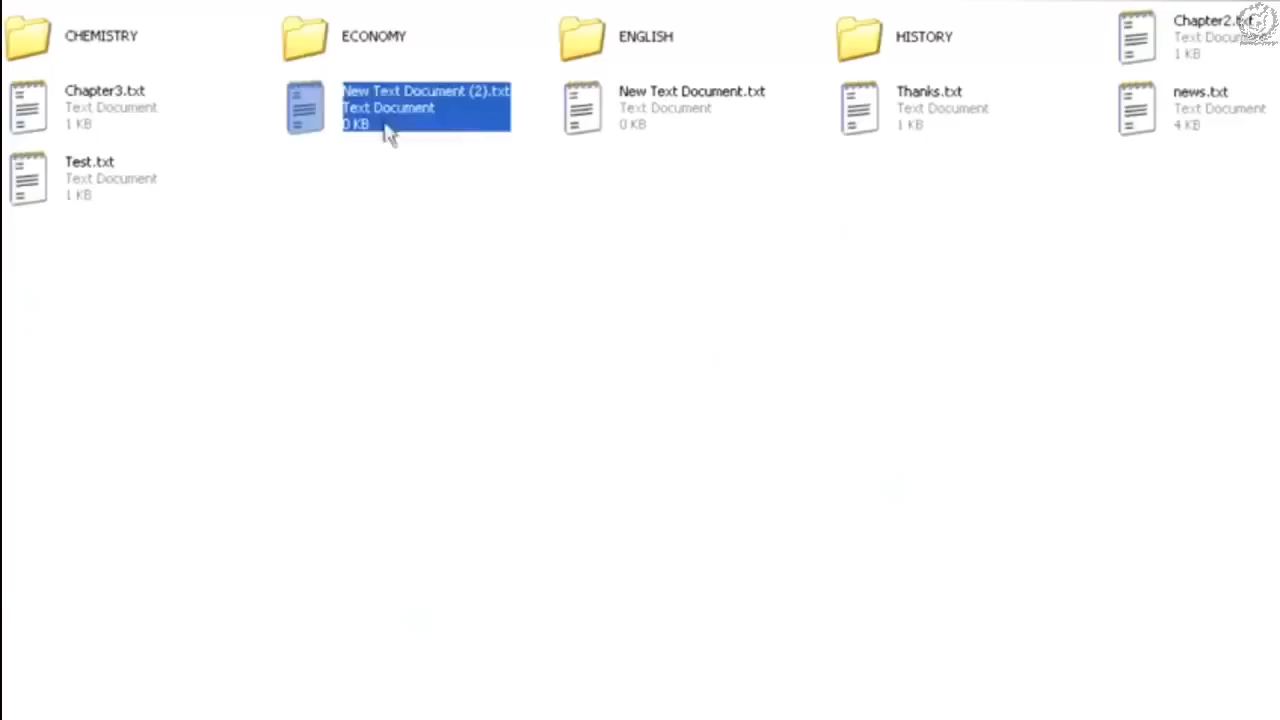 CHEMISTRY
ECONOMY
ENGLISH
HISTORY
Chapter2.txt
Text Document
1 KB
Chapter3.txt
Text Document
1 KB
New Text Document (2).txt
Text Document
0 KB
New Text Document.txt
Text Document
0 KB
Thanks.txt
Text Document
1 KB
news.txt
Text Document
4 KB
Test.txt
Text Document
1 KB